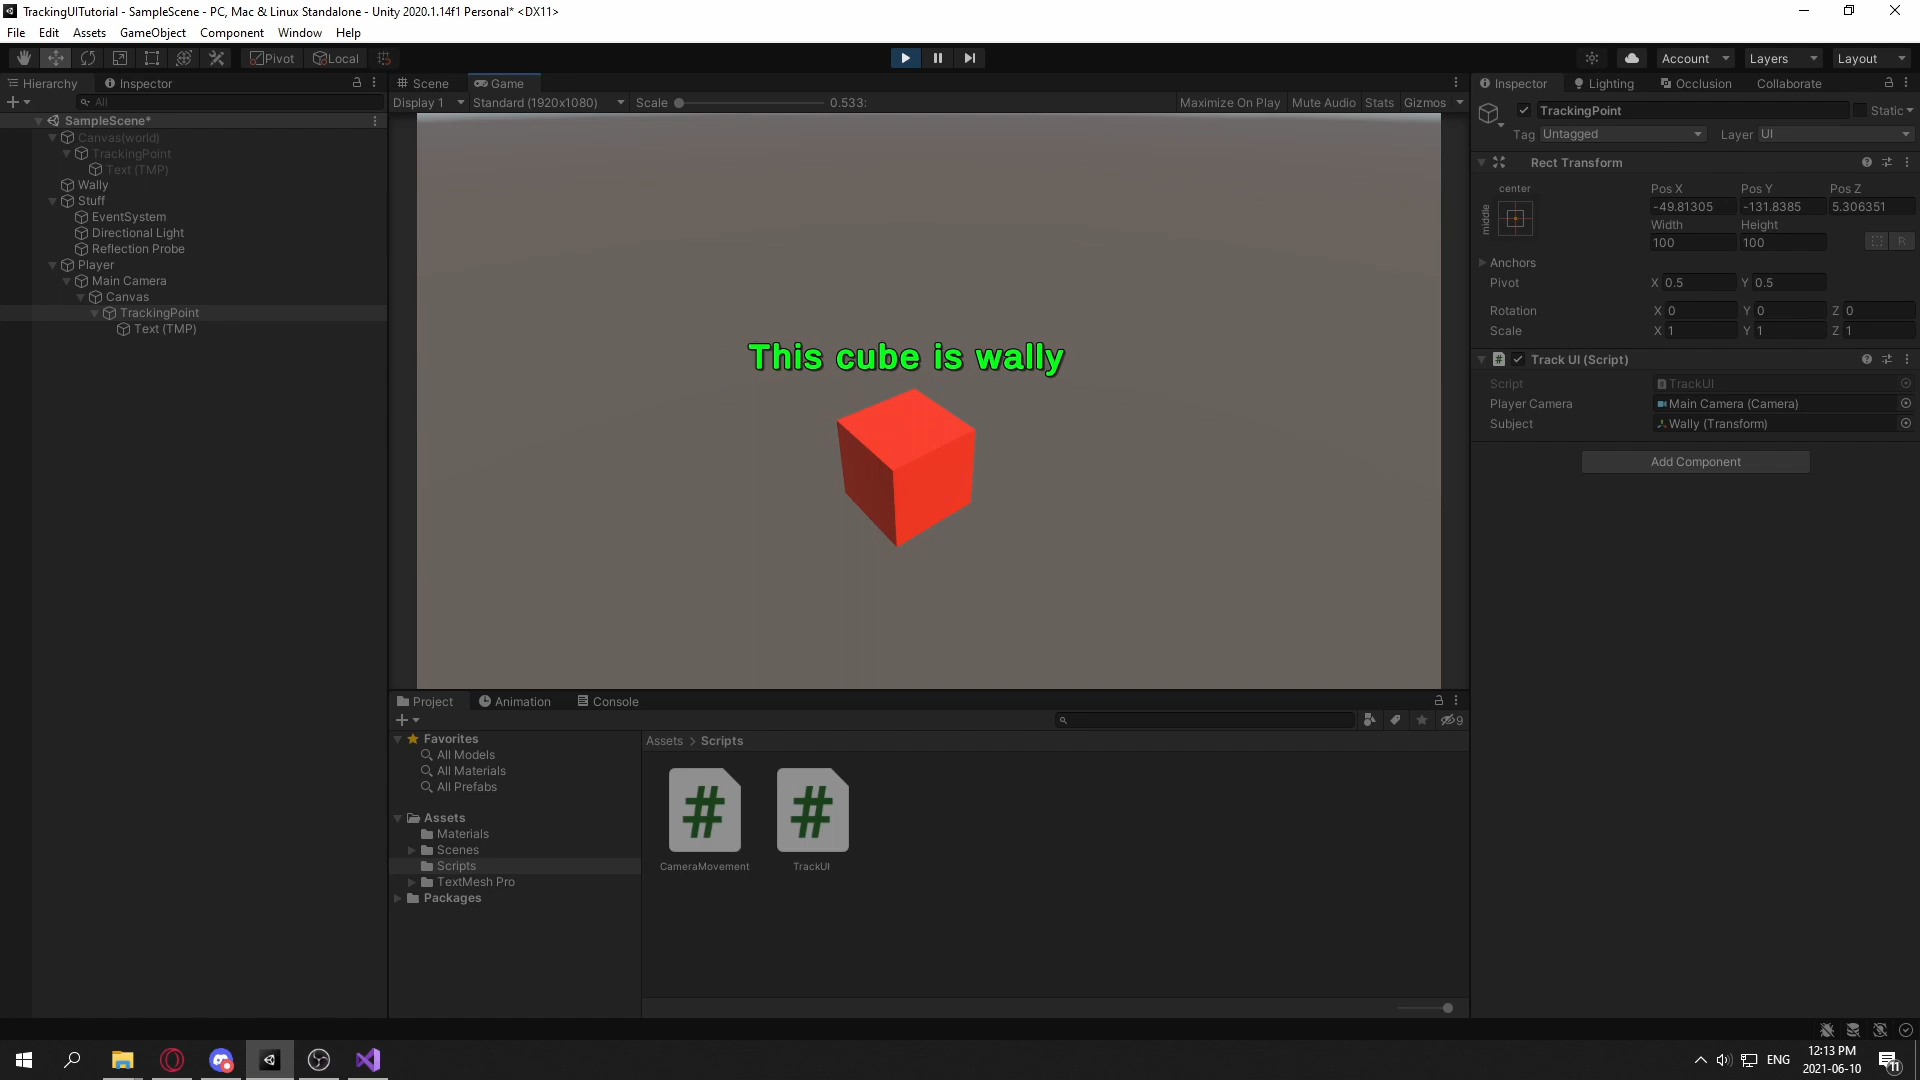 TrackingUITutorial - SampleScene - PC, Mac & Linux Standalone - Unity 2020.1.14f1 Personal* <DX11>
File Edit Assets GameObject Component Window Help
Pivot Local Account Layers Layout
Hierarchy Inspector
All
SampleScene*
Canvas(world)
TrackingPoint
Text (TMP)
Wally
Stuff
EventSystem
Directional Light
Reflection Probe
Player
Main Camera
Canvas
TrackingPoint
Text (TMP)
Scene Game
Display 1 Standard (1920x1080) Scale 0.533: Maximize On Play Mute Audio Stats Gizmos
This cube is wally
Project Animation Console
9
Favorites
All Models
All Materials
All Prefabs
Assets
Materials
Scenes
Scripts
TextMesh Pro
Packages
Assets > Scripts
#
#
CameraMovement
TrackUI
Inspector Lighting Occlusion Collaborate
TrackingPoint Static
Tag Untagged Layer UI
Rect Transform
center
middle
Pos X Pos Y Pos Z
-49.81305 -131.8385 5.306351
Width Height
100 100
R
Anchors
Pivot X 0.5 Y 0.5
Rotation X 0 Y 0 Z 0
Scale X 1 Y 1 Z 1
# Track UI (Script)
Script TrackUI
Player Camera Main Camera (Camera)
Subject Wally (Transform)
Add Component
ENG
12:13 PM
2021-06-10
11